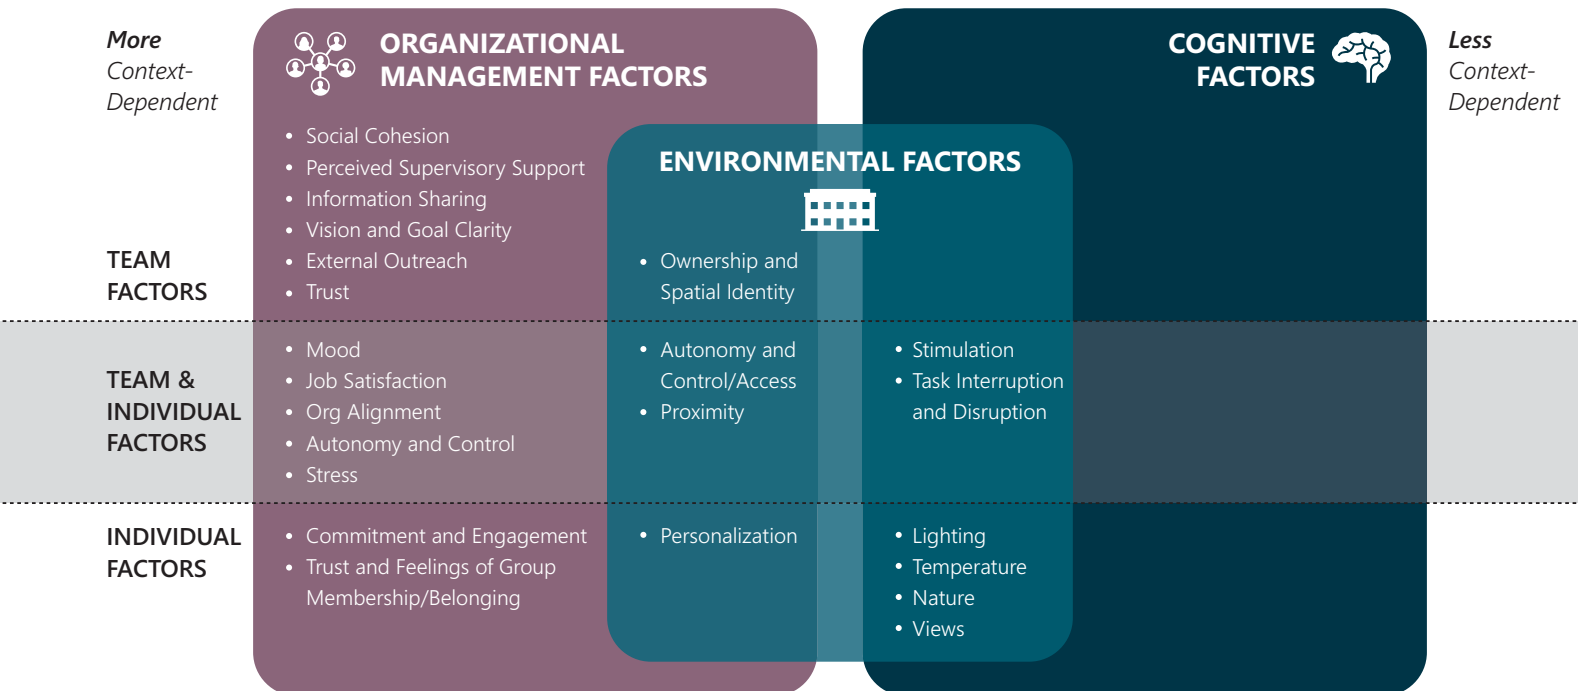 More
Context-
Dependent
ORGANIZATIONAL
MANAGEMENT FACTORS
COGNITIVE
FACTORS
Less
Context-
Dependent
ENVIRONMENTAL FACTORS
TEAM
FACTORS
• Social Cohesion
• Perceived Supervisory Support
• Information Sharing
• Vision and Goal Clarity
• External Outreach
• Trust
• Ownership and
Spatial Identity
TEAM &
INDIVIDUAL
FACTORS
• Mood
• Job Satisfaction
• Org Alignment
• Autonomy and Control
• Stress
• Autonomy and
Control/Access
• Proximity
• Stimulation
• Task Interruption
and Disruption
INDIVIDUAL
FACTORS
• Commitment and Engagement
• Trust and Feelings of Group
Membership/Belonging
• Personalization
• Lighting
• Temperature
• Nature
• Views